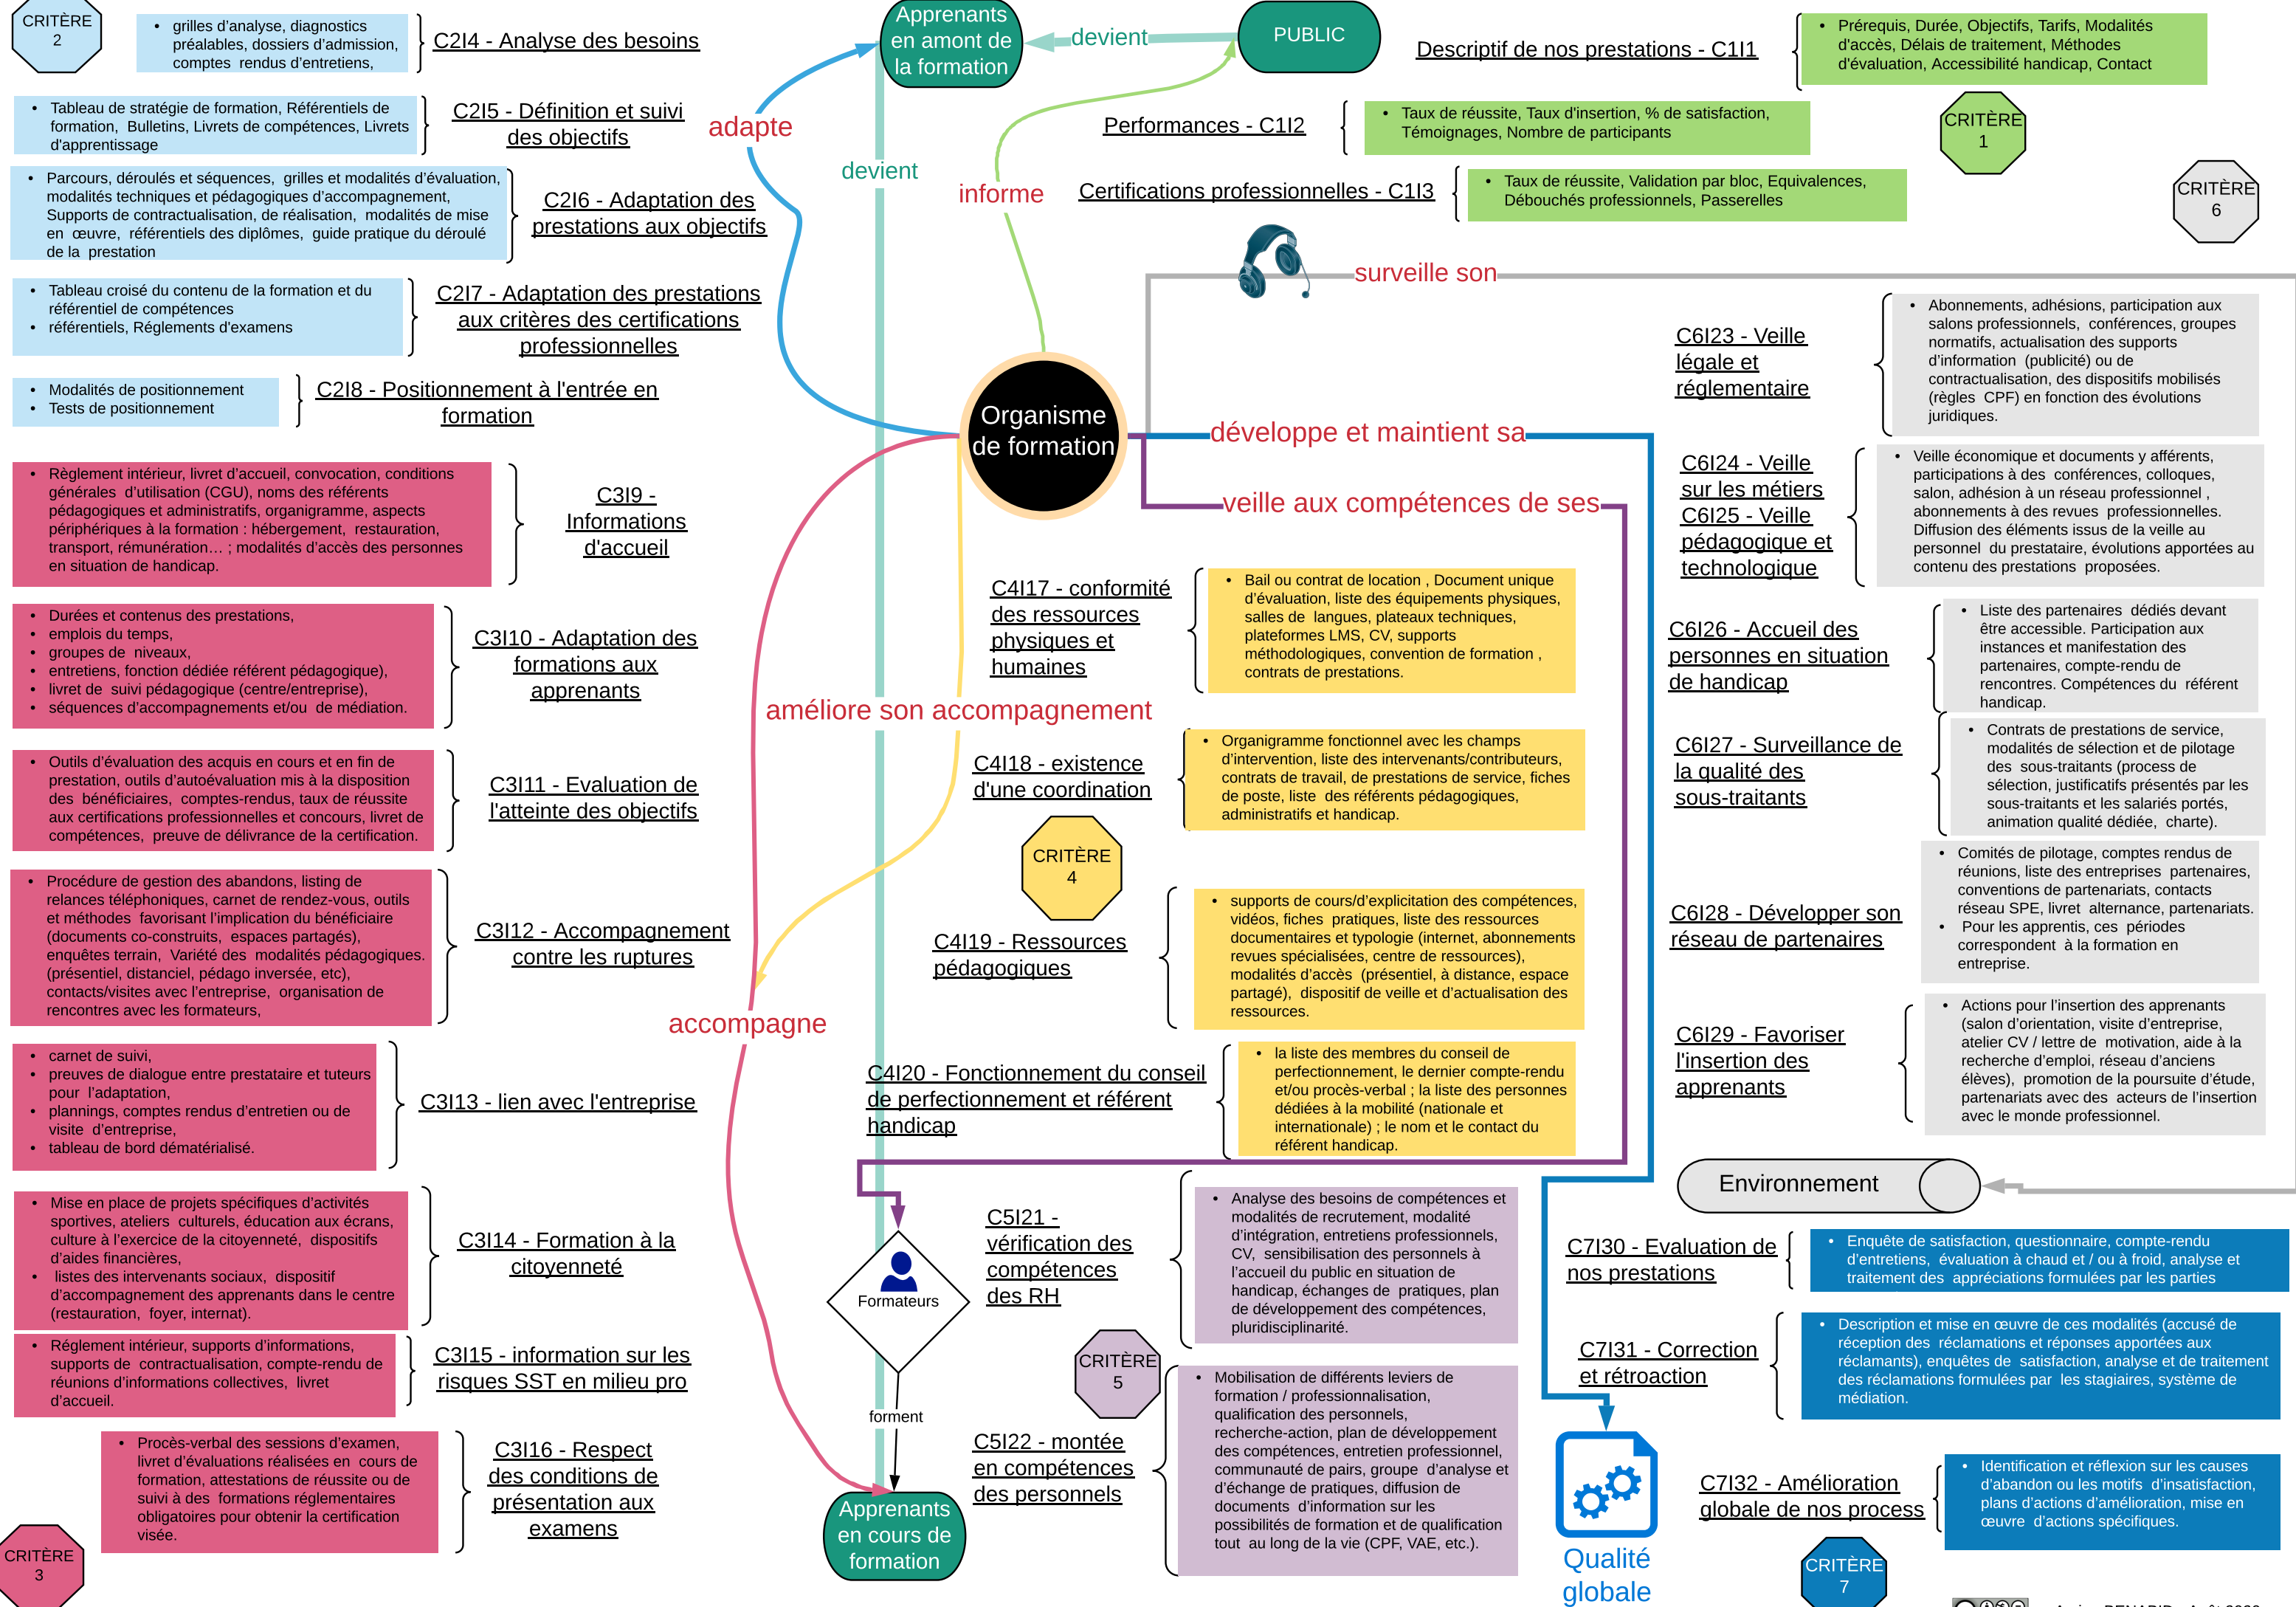 CRITÈRE
2
• grilles d'analyse, diagnostics
préalables, dossiers d'admission,
comptes rendus d'entretiens,
C2I4 - Analyse des besoins
• Tableau de stratégie de formation, Référentiels de
formation, Bulletins, Livrets de compétences, Livrets
d'apprentissage
C2I5 - Définition et suivi
des objectifs
• Parcours, déroulés et séquences, grilles et modalités d'évaluation,
modalités techniques et pédagogiques d'accompagnement,
Supports de contractualisation, de réalisation, modalités de mise
en œuvre, référentiels des diplômes, guide pratique du déroulé
de la prestation
C2I6 - Adaptation des
prestations aux objectifs
• Tableau croisé du contenu de la formation et du
référentiel de compétences
• référentiels, Réglements d'examens
C2I7 - Adaptation des prestations
aux critères des certifications
professionnelles
• Modalités de positionnement
• Tests de positionnement
C2I8 - Positionnement à l'entrée en
formation
• Règlement intérieur, livret d'accueil, convocation, conditions
générales d'utilisation (CGU), noms des référents
pédagogiques et administratifs, organigramme, aspects
périphériques à la formation : hébergement, restauration,
transport, rémunération… ; modalités d'accès des personnes
en situation de handicap.
C3I9 -
Informations
d'accueil
• Durées et contenus des prestations,
• emplois du temps,
• groupes de niveaux,
• entretiens, fonction dédiée référent pédagogique),
• livret de suivi pédagogique (centre/entreprise),
• séquences d'accompagnements et/ou de médiation.
C3I10 - Adaptation des
formations aux
apprenants
• Outils d'évaluation des acquis en cours et en fin de
prestation, outils d'autoévaluation mis à la disposition
des bénéficiaires, comptes-rendus, taux de réussite
aux certifications professionnelles et concours, livret de
compétences, preuve de délivrance de la certification.
C3I11 - Evaluation de
l'atteinte des objectifs
• Procédure de gestion des abandons, listing de
relances téléphoniques, carnet de rendez-vous, outils
et méthodes favorisant l'implication du bénéficiaire
(documents co-construits, espaces partagés),
enquêtes terrain, Variété des modalités pédagogiques.
(présentiel, distanciel, pédago inversée, etc),
contacts/visites avec l'entreprise, organisation de
rencontres avec les formateurs,
C3I12 - Accompagnement
contre les ruptures
• carnet de suivi,
• preuves de dialogue entre prestataire et tuteurs
pour l'adaptation,
• plannings, comptes rendus d'entretien ou de
visite d'entreprise,
• tableau de bord dématérialisé.
C3I13 - lien avec l'entreprise
• Mise en place de projets spécifiques d'activités
sportives, ateliers culturels, éducation aux écrans,
culture à l'exercice de la citoyenneté, dispositifs
d'aides financières,
• listes des intervenants sociaux, dispositif
d'accompagnement des apprenants dans le centre
(restauration, foyer, internat).
C3I14 - Formation à la
citoyenneté
• Réglement intérieur, supports d'informations,
supports de contractualisation, compte-rendu de
réunions d'informations collectives, livret
d'accueil.
C3I15 - information sur les
risques SST en milieu pro
• Procès-verbal des sessions d'examen,
livret d'évaluations réalisées en cours de
formation, attestations de réussite ou de
suivi à des formations réglementaires
obligatoires pour obtenir la certification
visée.
C3I16 - Respect
des conditions de
présentation aux
examens
CRITÈRE
3
Apprenants
en amont de
la formation
devient
PUBLIC
adapte
devient
informe
Organisme
de formation
surveille son
développe et maintient sa
veille aux compétences de ses
améliore son accompagnement
accompagne
Descriptif de nos prestations - C1I1
• Prérequis, Durée, Objectifs, Tarifs, Modalités
d'accès, Délais de traitement, Méthodes
d'évaluation, Accessibilité handicap, Contact
Performances - C1I2
• Taux de réussite, Taux d'insertion, % de satisfaction,
Témoignages, Nombre de participants
CRITÈRE
1
Certifications professionnelles - C1I3
• Taux de réussite, Validation par bloc, Equivalences,
Débouchés professionnels, Passerelles
CRITÈRE
6
C4I17 - conformité
des ressources
physiques et
humaines
• Bail ou contrat de location , Document unique
d'évaluation, liste des équipements physiques,
salles de langues, plateaux techniques,
plateformes LMS, CV, supports
méthodologiques, convention de formation ,
contrats de prestations.
C4I18 - existence
d'une coordination
• Organigramme fonctionnel avec les champs
d'intervention, liste des intervenants/contributeurs,
contrats de travail, de prestations de service, fiches
de poste, liste des référents pédagogiques,
administratifs et handicap.
CRITÈRE
4
C4I19 - Ressources
pédagogiques
• supports de cours/d'explicitation des compétences,
vidéos, fiches pratiques, liste des ressources
documentaires et typologie (internet, abonnements
revues spécialisées, centre de ressources),
modalités d'accès (présentiel, à distance, espace
partagé), dispositif de veille et d'actualisation des
ressources.
C4I20 - Fonctionnement du conseil
de perfectionnement et référent
handicap
• la liste des membres du conseil de
perfectionnement, le dernier compte-rendu
et/ou procès-verbal ; la liste des personnes
dédiées à la mobilité (nationale et
internationale) ; le nom et le contact du
référent handicap.
Formateurs
forment
Apprenants
en cours de
formation
C5I21 -
vérification des
compétences
des RH
• Analyse des besoins de compétences et
modalités de recrutement, modalité
d'intégration, entretiens professionnels,
CV, sensibilisation des personnels à
l'accueil du public en situation de
handicap, échanges de pratiques, plan
de développement des compétences,
pluridisciplinarité.
CRITÈRE
5
C5I22 - montée
en compétences
des personnels
• Mobilisation de différents leviers de
formation / professionnalisation,
qualification des personnels,
recherche-action, plan de développement
des compétences, entretien professionnel,
communauté de pairs, groupe d'analyse et
d'échange de pratiques, diffusion de
documents d'information sur les
possibilités de formation et de qualification
tout au long de la vie (CPF, VAE, etc.).
C6I23 - Veille
légale et
réglementaire
• Abonnements, adhésions, participation aux
salons professionnels, conférences, groupes
normatifs, actualisation des supports
d'information (publicité) ou de
contractualisation, des dispositifs mobilisés
(règles CPF) en fonction des évolutions
juridiques.
C6I24 - Veille
sur les métiers
C6I25 - Veille
pédagogique et
technologique
• Veille économique et documents y afférents,
participations à des conférences, colloques,
salon, adhésion à un réseau professionnel ,
abonnements à des revues professionnelles.
Diffusion des éléments issus de la veille au
personnel du prestataire, évolutions apportées au
contenu des prestations proposées.
C6I26 - Accueil des
personnes en situation
de handicap
• Liste des partenaires dédiés devant
être accessible. Participation aux
instances et manifestation des
partenaires, compte-rendu de
rencontres. Compétences du référent
handicap.
C6I27 - Surveillance de
la qualité des
sous-traitants
• Contrats de prestations de service,
modalités de sélection et de pilotage
des sous-traitants (process de
sélection, justificatifs présentés par les
sous-traitants et les salariés portés,
animation qualité dédiée, charte).
C6I28 - Développer son
réseau de partenaires
• Comités de pilotage, comptes rendus de
réunions, liste des entreprises partenaires,
conventions de partenariats, contacts
réseau SPE, livret alternance, partenariats.
• Pour les apprentis, ces périodes
correspondent à la formation en
entreprise.
C6I29 - Favoriser
l'insertion des
apprenants
• Actions pour l'insertion des apprenants
(salon d'orientation, visite d'entreprise,
atelier CV / lettre de motivation, aide à la
recherche d'emploi, réseau d'anciens
élèves), promotion de la poursuite d'étude,
partenariats avec des acteurs de l'insertion
avec le monde professionnel.
Environnement
C7I30 - Evaluation de
nos prestations
• Enquête de satisfaction, questionnaire, compte-rendu
d'entretiens, évaluation à chaud et / ou à froid, analyse et
traitement des appréciations formulées par les parties
C7I31 - Correction
et rétroaction
• Description et mise en œuvre de ces modalités (accusé de
réception des réclamations et réponses apportées aux
réclamants), enquêtes de satisfaction, analyse et de traitement
des réclamations formulées par les stagiaires, système de
médiation.
C7I32 - Amélioration
globale de nos process
• Identification et réflexion sur les causes
d'abandon ou les motifs d'insatisfaction,
plans d'actions d'amélioration, mise en
œuvre d'actions spécifiques.
Qualité
globale
CRITÈRE
7